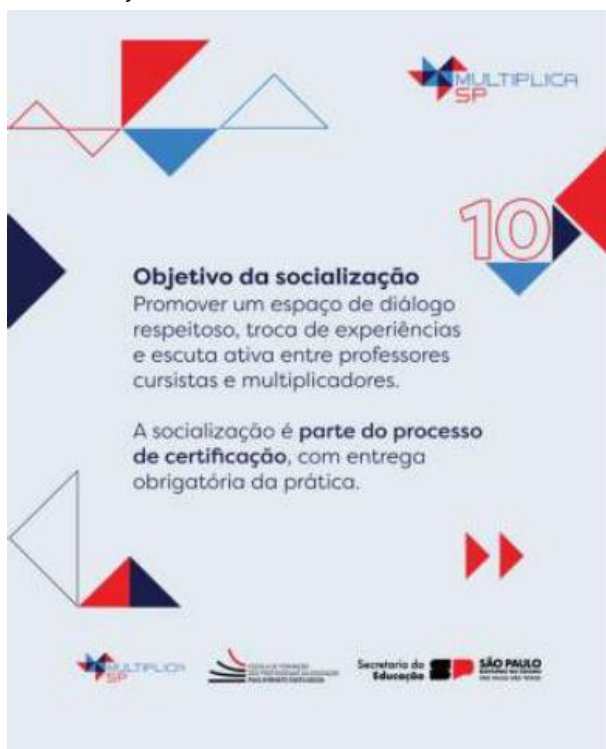 MULTIPLICA
SP
10
Objetivo da socialização
Promover um espaço de diálogo
respeitoso, troca de experiências
e escuta ativa entre professores
cursistas e multiplicadores.
A socialização é parte do processo
de certificação, com entrega
obrigatória da prática.
MULTIPLICA
SP
Secretaria da
Educação
SP
SÃO PAULO